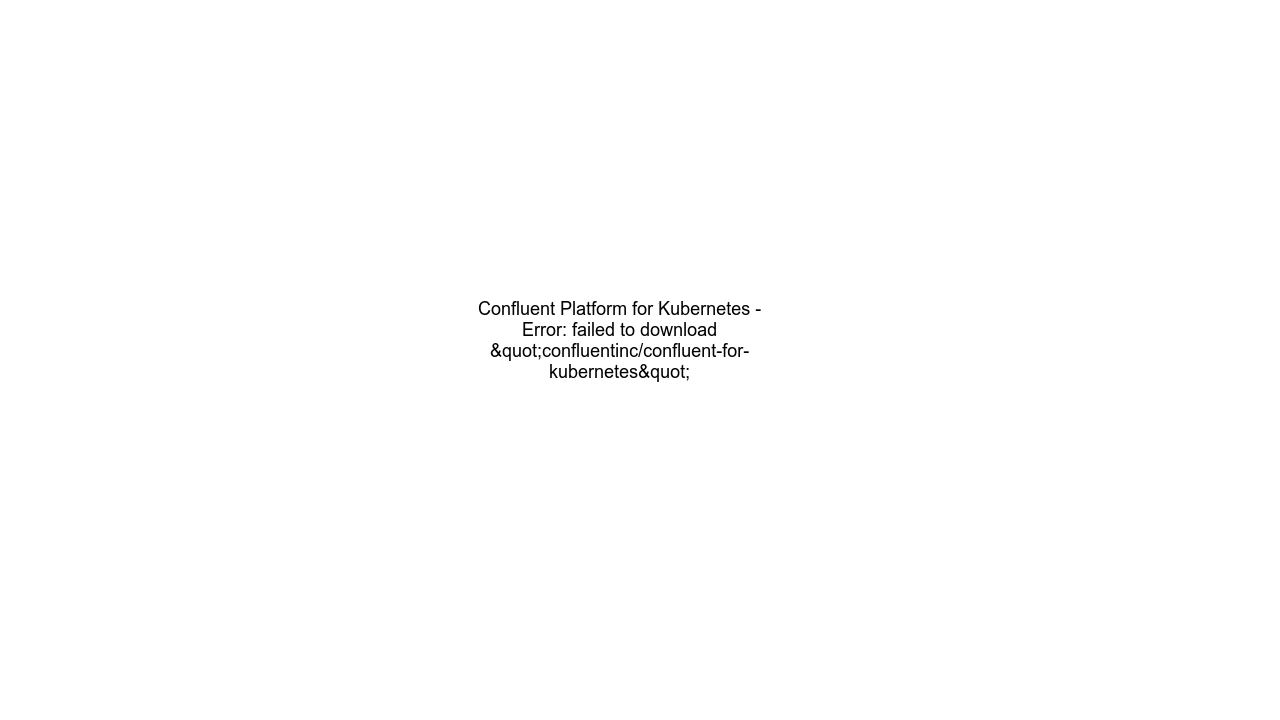 Confluent Platform for Kubernetes -
Error: failed to download
&quot;confluentinc/confluent-for-
kubernetes&quot;